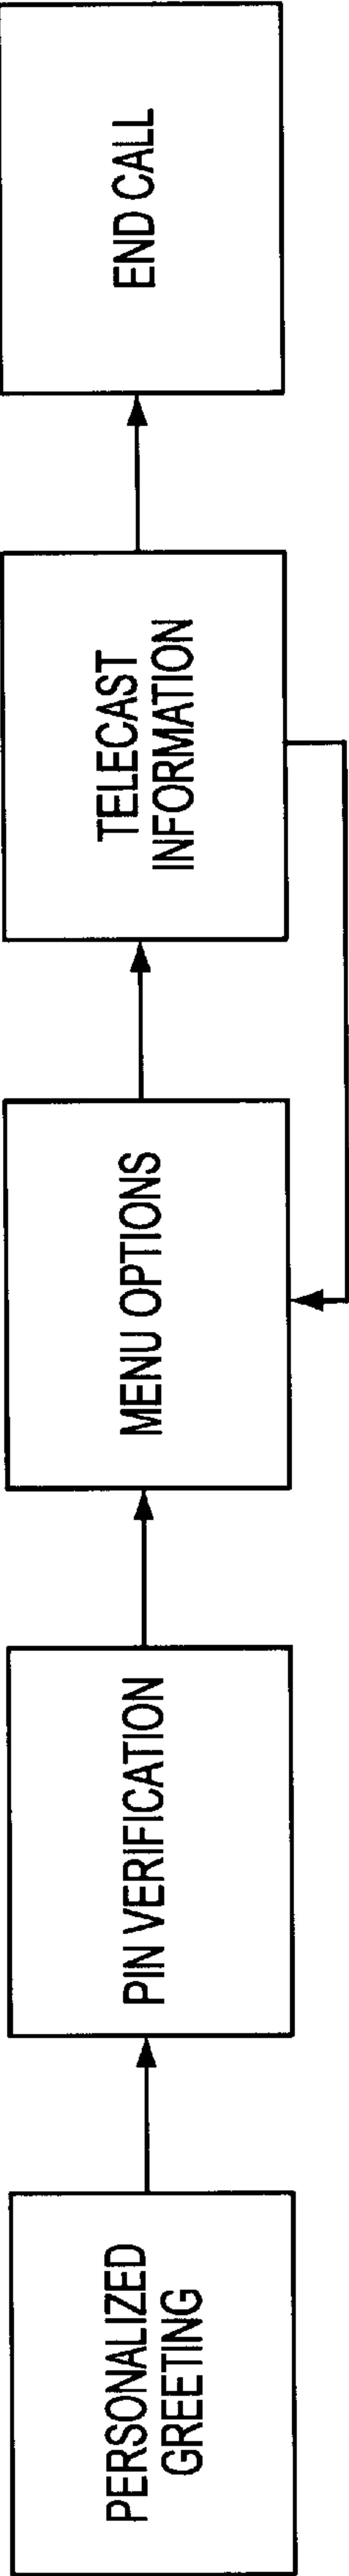 PERSONALIZED
GREETING
PIN VERIFICATION
MENU OPTIONS
TELECAST
INFORMATION
END CALL